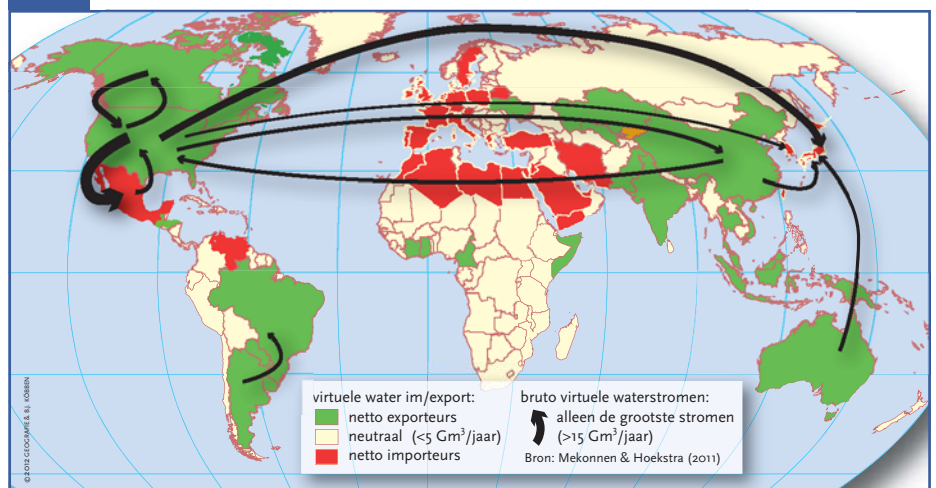 virtuele water im/export:
netto exporteurs
neutraal (<5 Gm³/jaar)
netto importeurs
bruto virtuele waterstromen:
alleen de grootste stromen
(>15 Gm³/jaar)
Bron: Mekonnen & Hoekstra (2011)
©2012 GEOGRAFIE & B.J. KÖBBEN